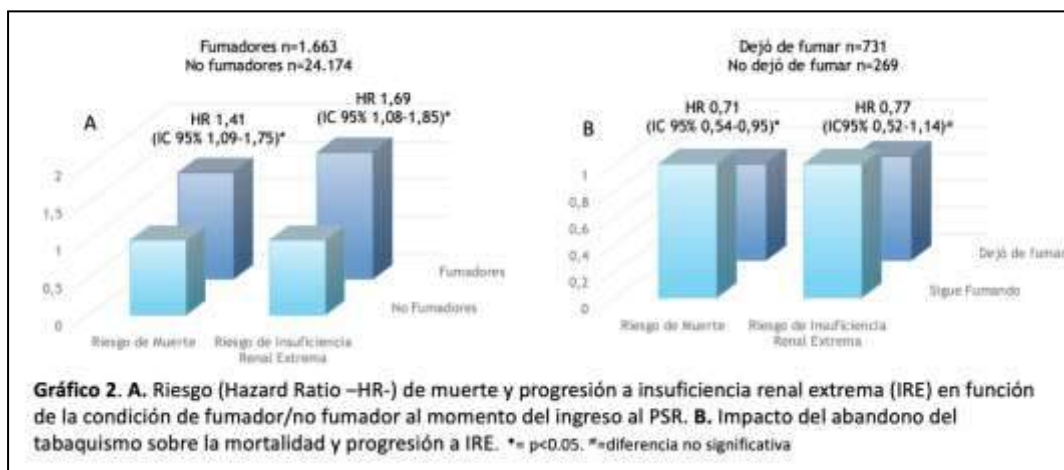 Fumadores n=1.663
No fumadores n=24.174
A
HR 1,41
(IC 95% 1,09-1,75)*
HR 1,69
(IC 95% 1,08-1,85)*
2
1,5
1
0,5
0
Fumadores
No Fumadores
Riesgo de Muerte
Riesgo de Insuficiencia
Renal Extrema
Dejó de fumar n=731
No dejó de fumar n=269
B
HR 0,71
(IC 95% 0,54-0,95)*
HR 0,77
(IC95% 0,52-1,14)#
1
0,8
0,6
0,4
0,2
0
Dejó de fumar
Sigue Fumando
Riesgo de Muerte
Riesgo de Insuficiencia
Renal Extrema
Gráfico 2. A. Riesgo (Hazard Ratio –HR-) de muerte y progresión a insuficiencia renal extrema (IRE) en función
de la condición de fumador/no fumador al momento del ingreso al PSR. B. Impacto del abandono del
tabaquismo sobre la mortalidad y progresión a IRE. *= p<0.05. #=diferencia no significativa